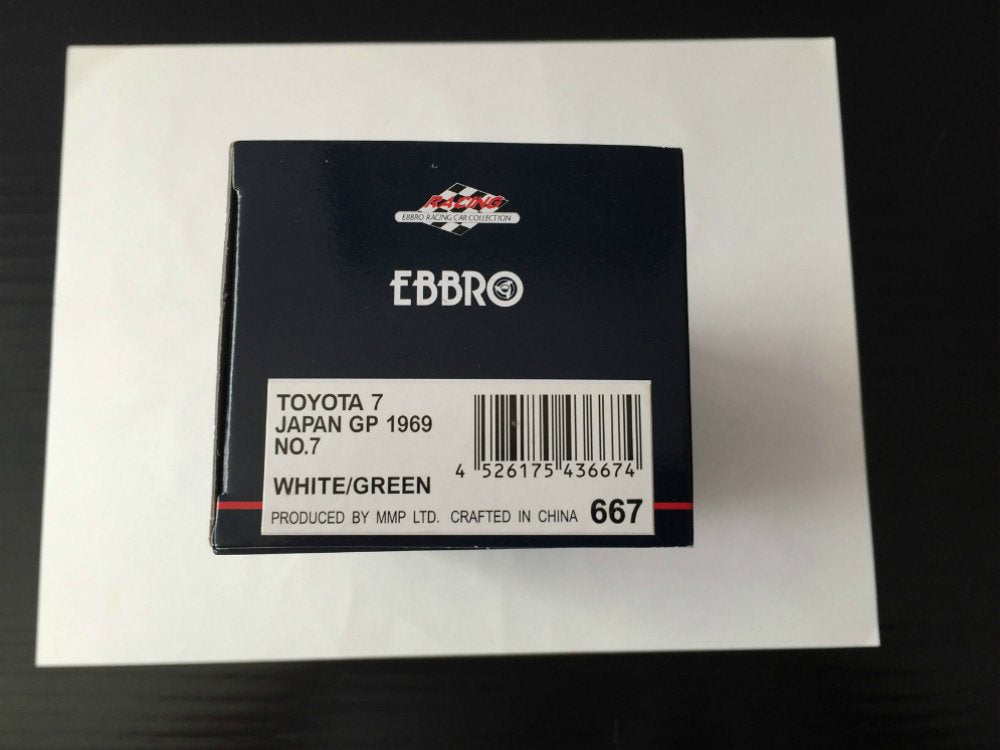 RACING
EBBRO RACING CAR COLLECTION
EBBRO
TOYOTA 7
JAPAN GP 1969
NO.7
WHITE/GREEN
4 526175 436674
PRODUCED BY MMP LTD. CRAFTED IN CHINA 667